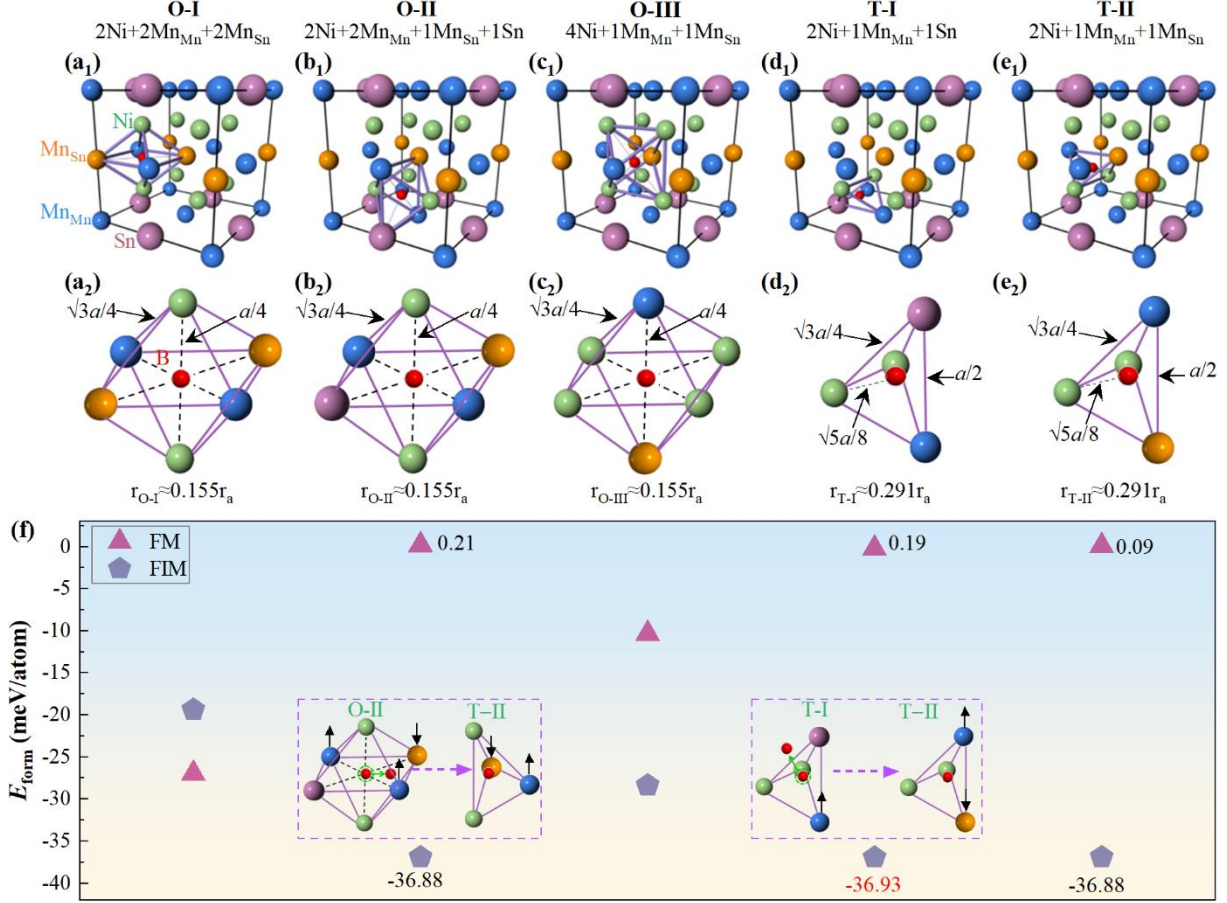 O-I
2Ni+2Mn_Mn+2Mn_Sn
O-II
2Ni+2Mn_Mn+1Mn_Sn+1Sn
O-III
4Ni+1Mn_Mn+1Mn_Sn
T-I
2Ni+1Mn_Mn+1Sn
T-II
2Ni+1Mn_Mn+1Mn_Sn
(a₁)
(b₁)
(c₁)
(d₁)
(e₁)
Ni
Mn_Sn
Mn_Mn
Sn
(a₂)
√3a/4
a/4
B
(b₂)
√3a/4
a/4
(c₂)
√3a/4
a/4
(d₂)
√3a/4
a/2
√5a/8
(e₂)
√3a/4
a/2
√5a/8
r_O-I≈0.155r_a
r_O-II≈0.155r_a
r_O-III≈0.155r_a
r_T-I≈0.291r_a
r_T-II≈0.291r_a
(f)
FM
FIM
E_form (meV/atom)
0
-5
-10
-15
-20
-25
-30
-35
-40
0.21
0.19
0.09
O-II
T–II
T-I
T–II
-36.88
-36.93
-36.88